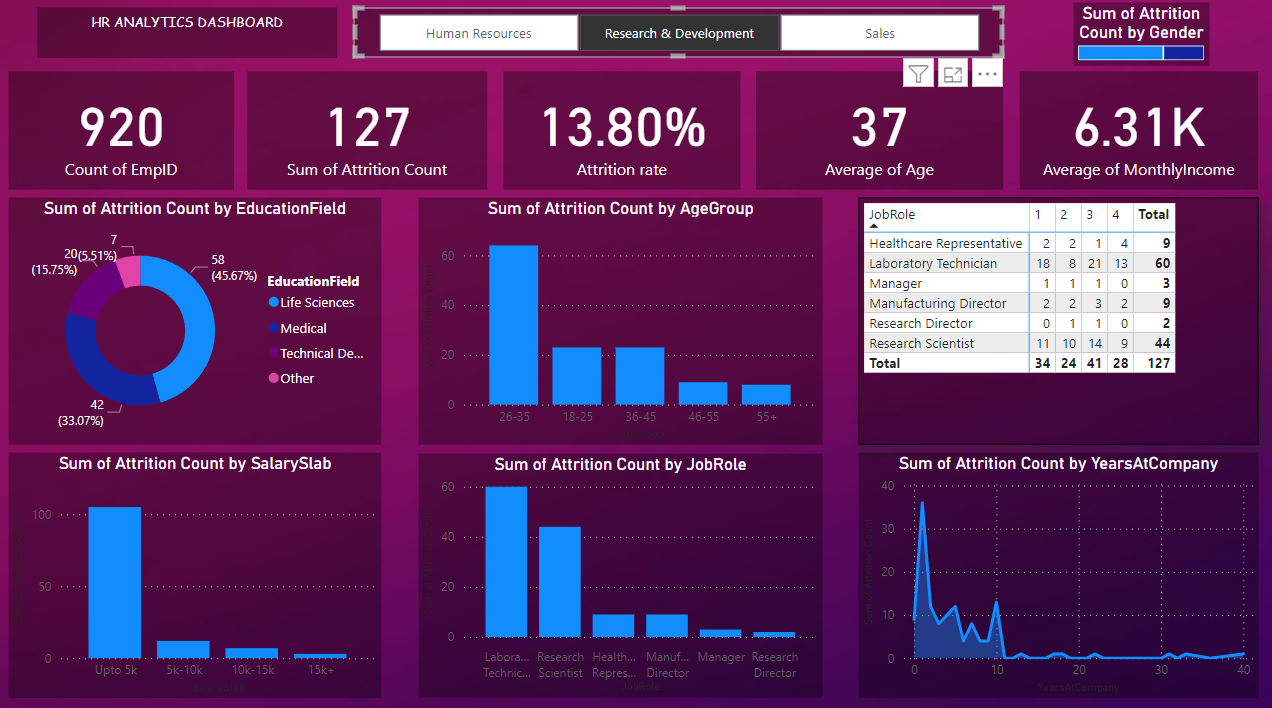 HR ANALYTICS DASHBOARD
Human Resources
Research & Development
Sales
Sum of Attrition
Count by Gender
920
Count of EmpID
127
Sum of Attrition Count
13.80%
Attrition rate
37
Average of Age
6.31K
Average of MonthlyIncome
Sum of Attrition Count by EducationField
7
(5.51%)
20
(15.75%)
58
(45.67%)
42
(33.07%)
EducationField
Life Sciences
Medical
Technical De...
Other
Sum of Attrition Count by AgeGroup
60
40
20
0
26-35 18-25 36-45 46-55 55+
JobRole 1 2 3 4 Total
Healthcare Representative 2 2 1 4 9
Laboratory Technician 18 8 21 13 60
Manager 1 1 1 0 3
Manufacturing Director 2 2 3 2 9
Research Director 0 1 1 0 2
Research Scientist 11 10 14 9 44
Total 34 24 41 28 127
Sum of Attrition Count by SalarySlab
100
50
0
Upto 5k 5k-10k 10k-15k 15k+
SalarySlab
Sum of Attrition Count by JobRole
60
40
20
0
Labora... Research Health... Manuf... Manager Research
Technic... Scientist Repres... Director Director
JobRole
Sum of Attrition Count by YearsAtCompany
Sum of Attrition Count
40
30
20
10
0
0 10 20 30 40
YearsAtCompany